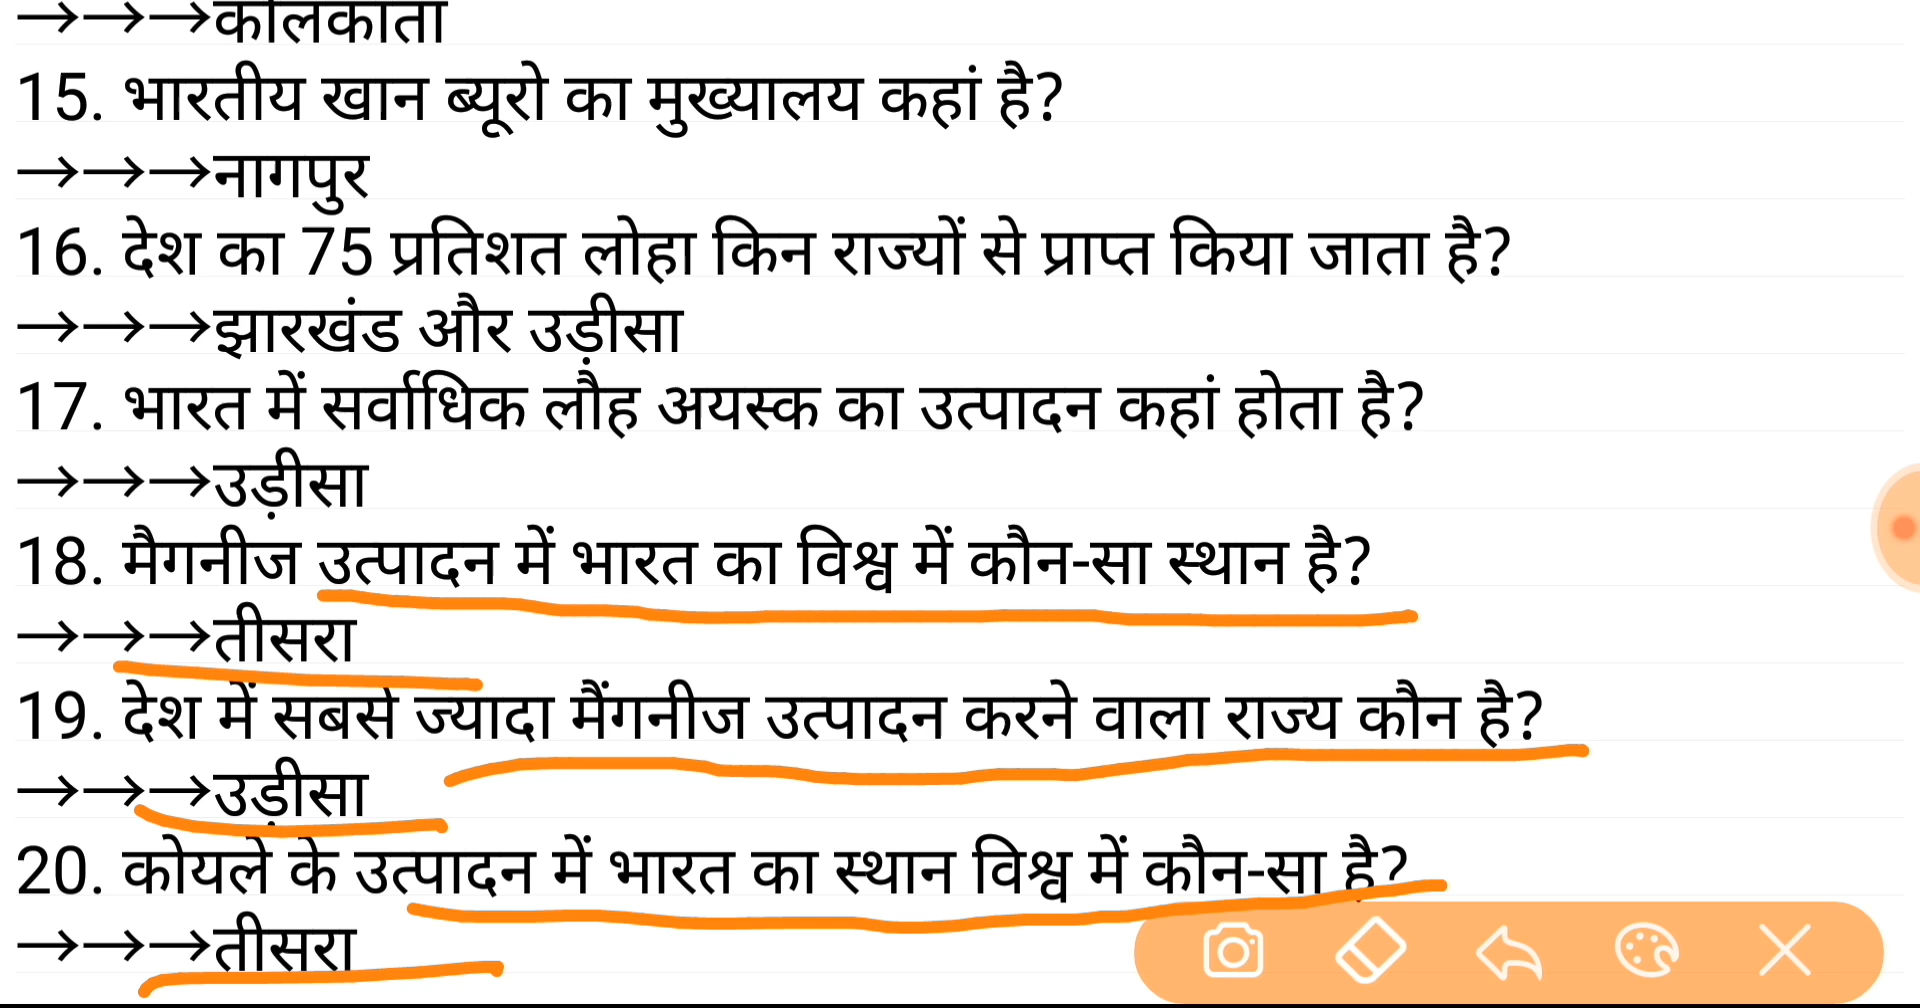 →→→कोलकाता
15. भारतीय खान ब्यूरो का मुख्यालय कहां है?
→→→नागपुर
16. देश का 75 प्रतिशत लोहा किन राज्यों से प्राप्त किया जाता है?
→→→झारखंड और उड़ीसा
17. भारत में सर्वाधिक लौह अयस्क का उत्पादन कहां होता है?
→→→उड़ीसा
18. मैगनीज उत्पादन में भारत का विश्व में कौन-सा स्थान है?
→→→तीसरा
19. देश में सबसे ज्यादा मैंगनीज उत्पादन करने वाला राज्य कौन है?
→→→उड़ीसा
20. कोयले के उत्पादन में भारत का स्थान विश्व में कौन-सा है?
→→→तीसरा